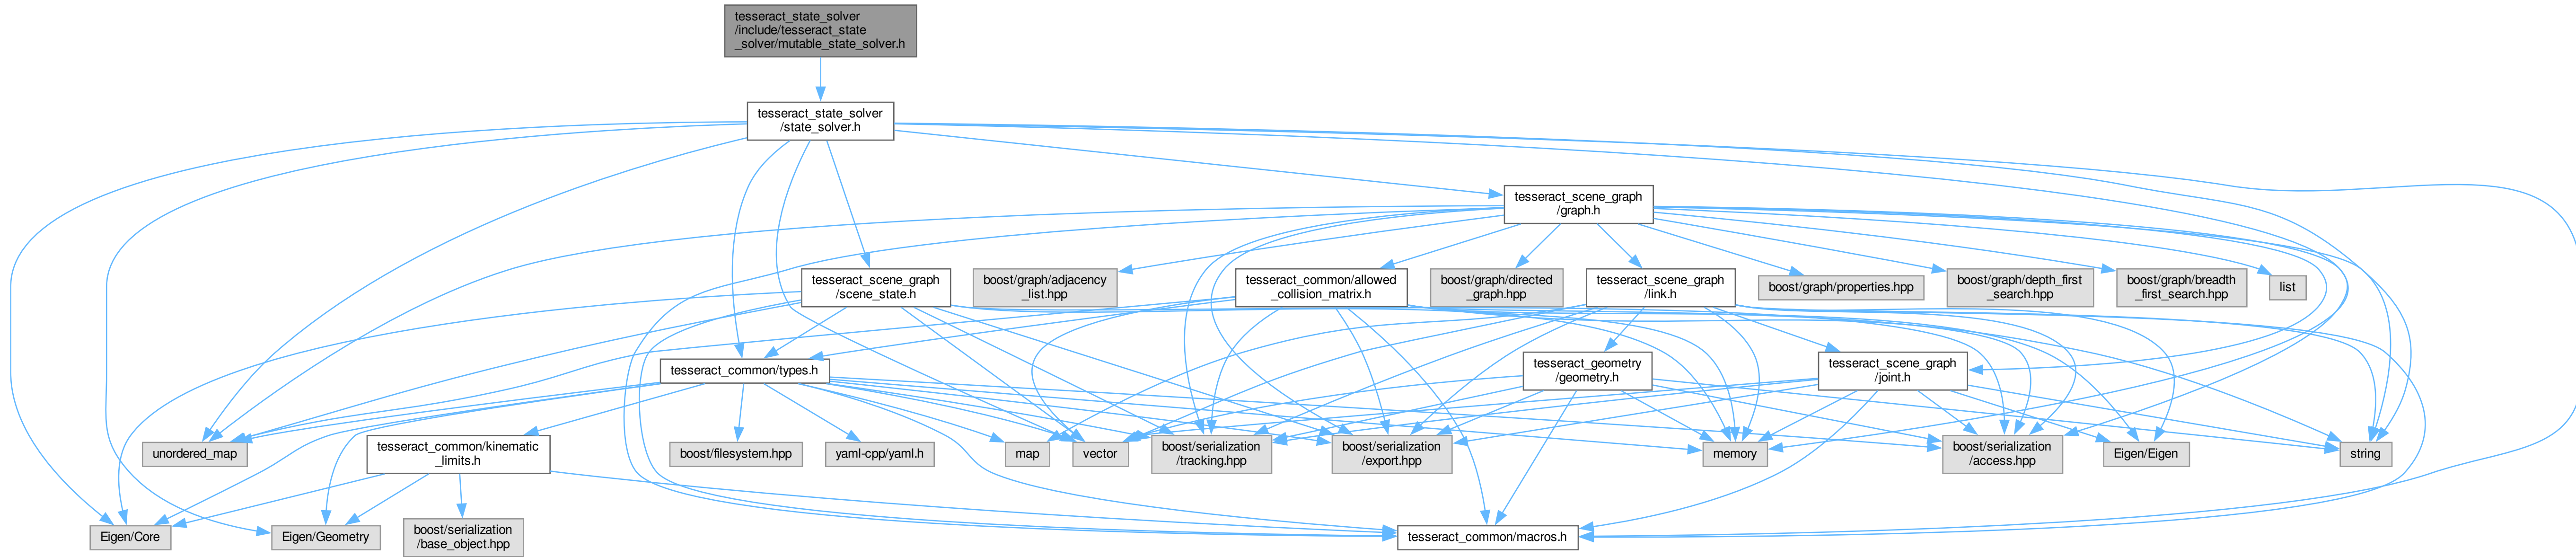 tesseract_state_solver
/include/tesseract_state
_solver/mutable_state_solver.h
tesseract_state_solver
/state_solver.h
tesseract_scene_graph
/graph.h
tesseract_scene_graph
/scene_state.h
boost/graph/adjacency
_list.hpp
tesseract_common/allowed
_collision_matrix.h
boost/graph/directed
_graph.hpp
tesseract_scene_graph
/link.h
boost/graph/properties.hpp
boost/graph/depth_first
_search.hpp
boost/graph/breadth
_first_search.hpp
list
tesseract_common/types.h
tesseract_geometry
/geometry.h
tesseract_scene_graph
/joint.h
unordered_map
tesseract_common/kinematic
_limits.h
boost/filesystem.hpp
yaml-cpp/yaml.h
map
vector
boost/serialization
/tracking.hpp
boost/serialization
/export.hpp
memory
boost/serialization
/access.hpp
Eigen/Eigen
string
Eigen/Core
Eigen/Geometry
boost/serialization
/base_object.hpp
tesseract_common/macros.h